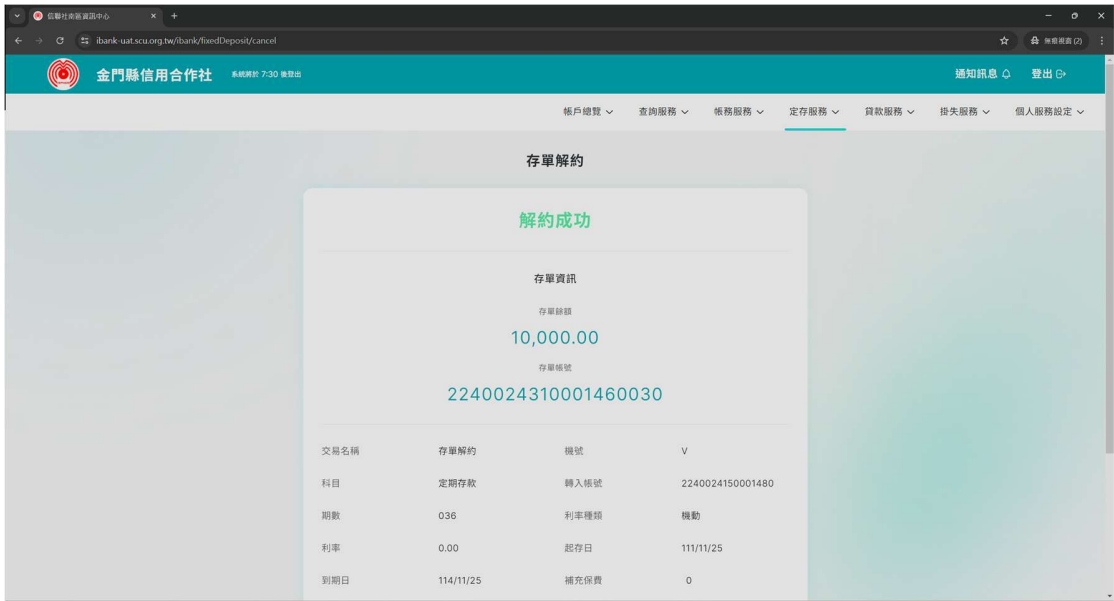 信聯社南區資訊中心
ibank-uat.scu.org.tw/ibank/fixedDeposit/cancel
無痕視窗 (2)
金門縣信用合作社 系統將於 7:30 後登出 通知訊息 登出
帳戶總覽 查詢服務 帳務服務 定存服務 貸款服務 掛失服務 個人服務設定
存單解約
解約成功
存單資訊
存單餘額
10,000.00
存單帳號
2240024310001460030
交易名稱 存單解約 機號 V
科目 定期存款 轉入帳號 2240024150001480
期數 036 利率種類 機動
利率 0.00 起存日 111/11/25
到期日 114/11/25 補充保費 0